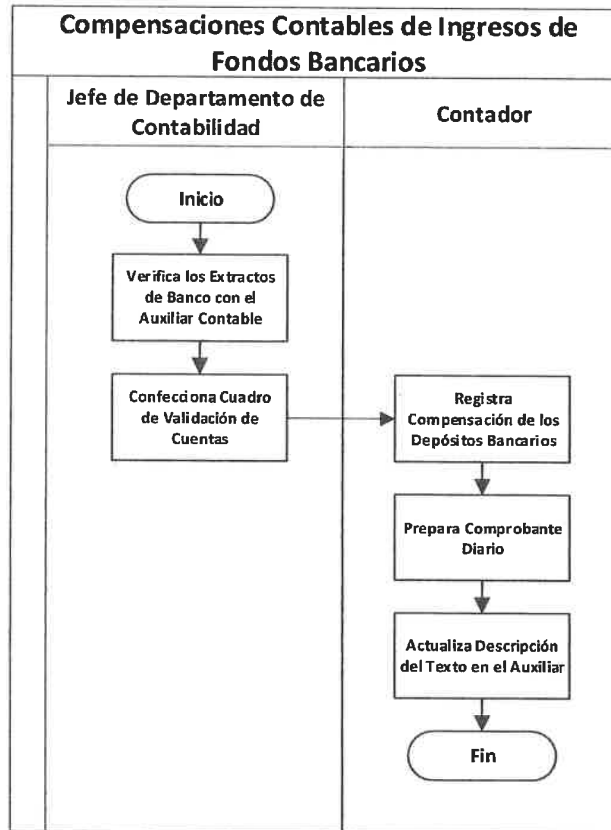 Compensaciones Contables de Ingresos de
Fondos Bancarios
Jefe de Departamento de
Contabilidad
Contador
Inicio
Verifica los Extractos
de Banco con el
Auxiliar Contable
Confecciona Cuadro
de Validación de
Cuentas
Registra
Compensación de los
Depósitos Bancarios
Prepara Comprobante
Diario
Actualiza Descripción
del Texto en el Auxiliar
Fin